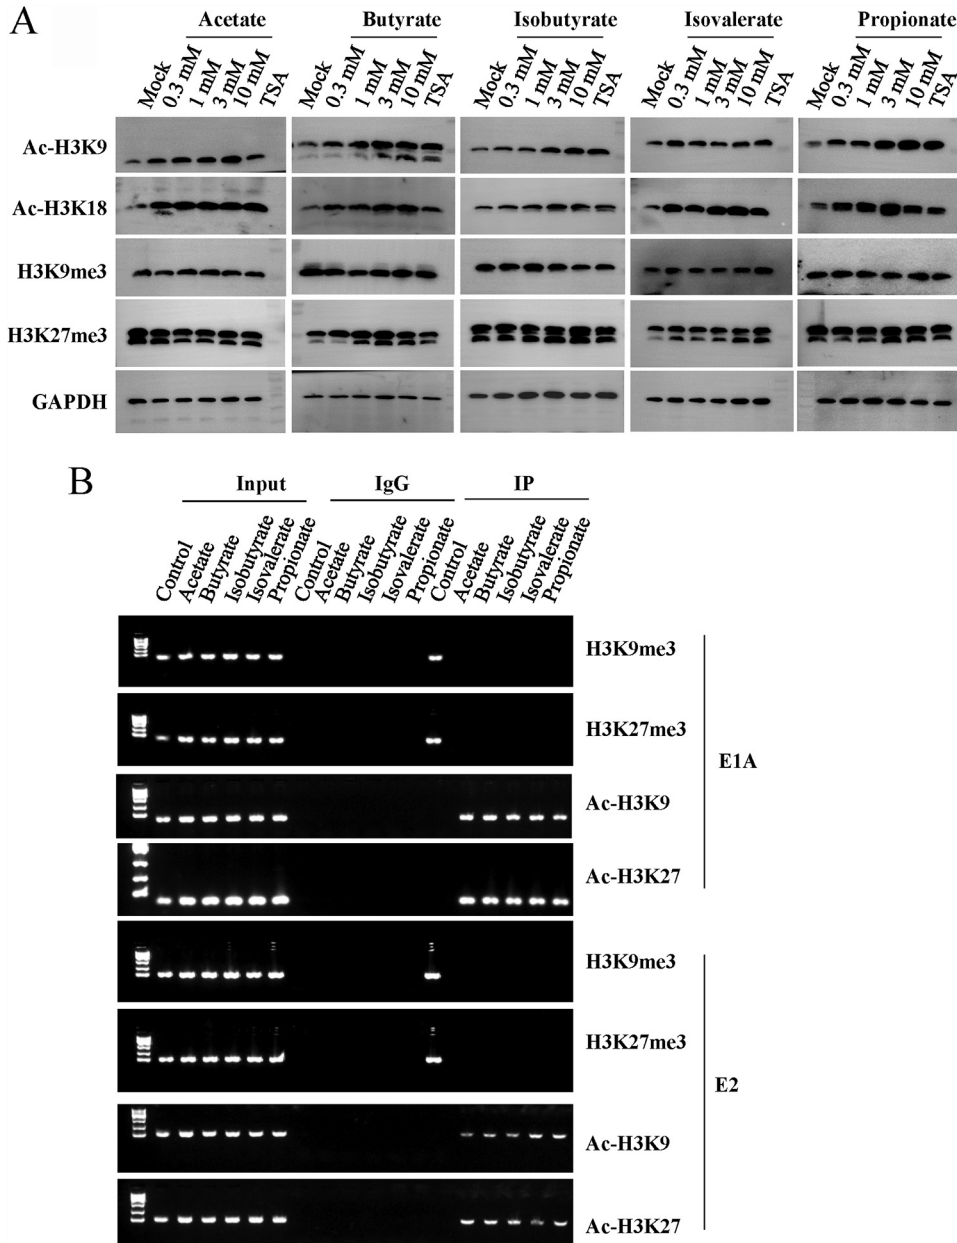 A
Acetate Butyrate Isobutyrate Isovalerate Propionate
Mock 0.3 mM 1 mM 3 mM 10 mM TSA Mock 0.3 mM 1 mM 3 mM 10 mM TSA Mock 0.3 mM 1 mM 3 mM 10 mM TSA Mock 0.3 mM 1 mM 3 mM 10 mM TSA Mock 0.3 mM 1 mM 3 mM 10 mM TSA
Ac-H3K9
Ac-H3K18
H3K9me3
H3K27me3
GAPDH
B
Input IgG IP
Control Acetate Butyrate Isobutyrate Isovalerate Propionate Control Acetate Butyrate Isobutyrate Isovalerate Propionate Control Acetate Butyrate Isobutyrate Isovalerate Propionate
H3K9me3
H3K27me3
E1A
Ac-H3K9
Ac-H3K27
H3K9me3
H3K27me3
E2
Ac-H3K9
Ac-H3K27